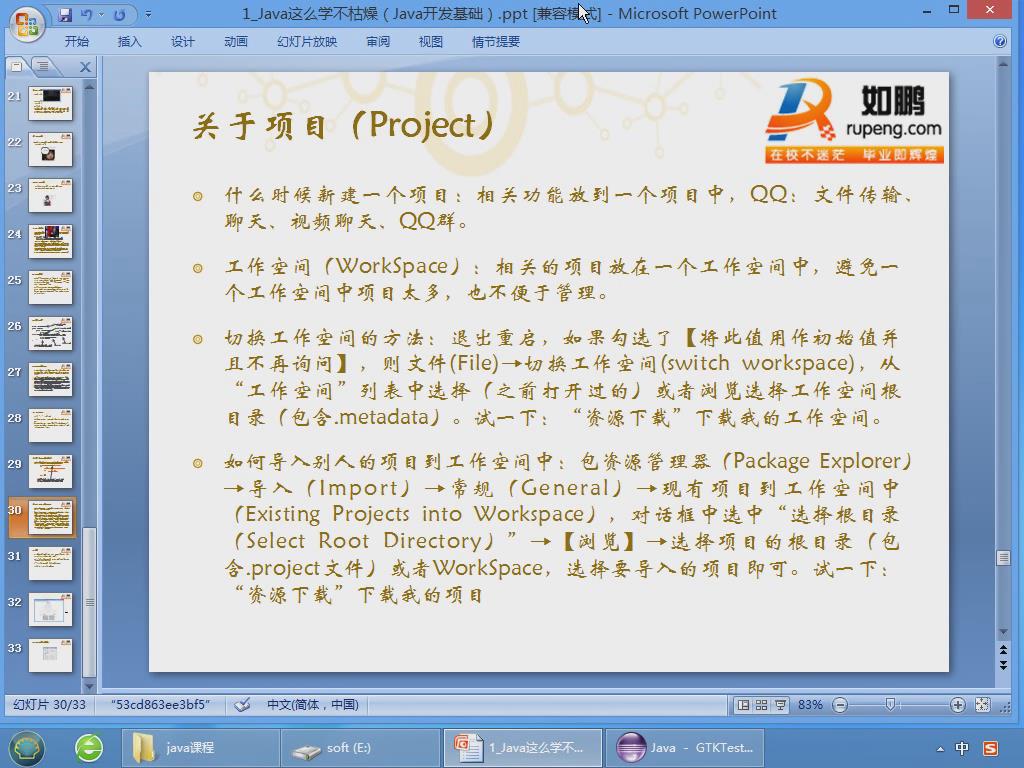 1_Java这么学不枯燥（Java开发基础）.ppt [兼容模式] - Microsoft PowerPoint
开始 插入 设计 动画 幻灯片放映 审阅 视图 情节提要
如鹏
rupeng.com
在校不迷茫 毕业即辉煌
关于项目（Project）
什么时候新建一个项目：相关功能放到一个项目中，QQ：文件传输、
聊天、视频聊天、QQ群。
工作空间（WorkSpace）：相关的项目放在一个工作空间中，避免一
个工作空间中项目太多，也不便于管理。
切换工作空间的方法：退出重启，如果勾选了【将此值用作初始值并
且不再询问】，则文件(File)→切换工作空间(switch workspace)，从
“工作空间”列表中选择（之前打开过的）或者浏览选择工作空间根
目录（包含.metadata）。试一下：“资源下载”下载我的工作空间。
如何导入别人的项目到工作空间中：包资源管理器（Package Explorer）
→导入（Import）→常规（General）→现有项目到工作空间中
（Existing Projects into Workspace），对话框中选中“选择根目录
（Select Root Directory）”→【浏览】→选择项目的根目录（包
含.project文件）或者WorkSpace，选择要导入的项目即可。试一下：
“资源下载”下载我的项目
21
22
23
24
25
26
27
28
29
30
31
32
33
幻灯片 30/33 “53cd863ee3bf5” 中文(简体，中国) 83%
java课程 soft (E:) 1_Java这么学不... Java - GTKTest... 中